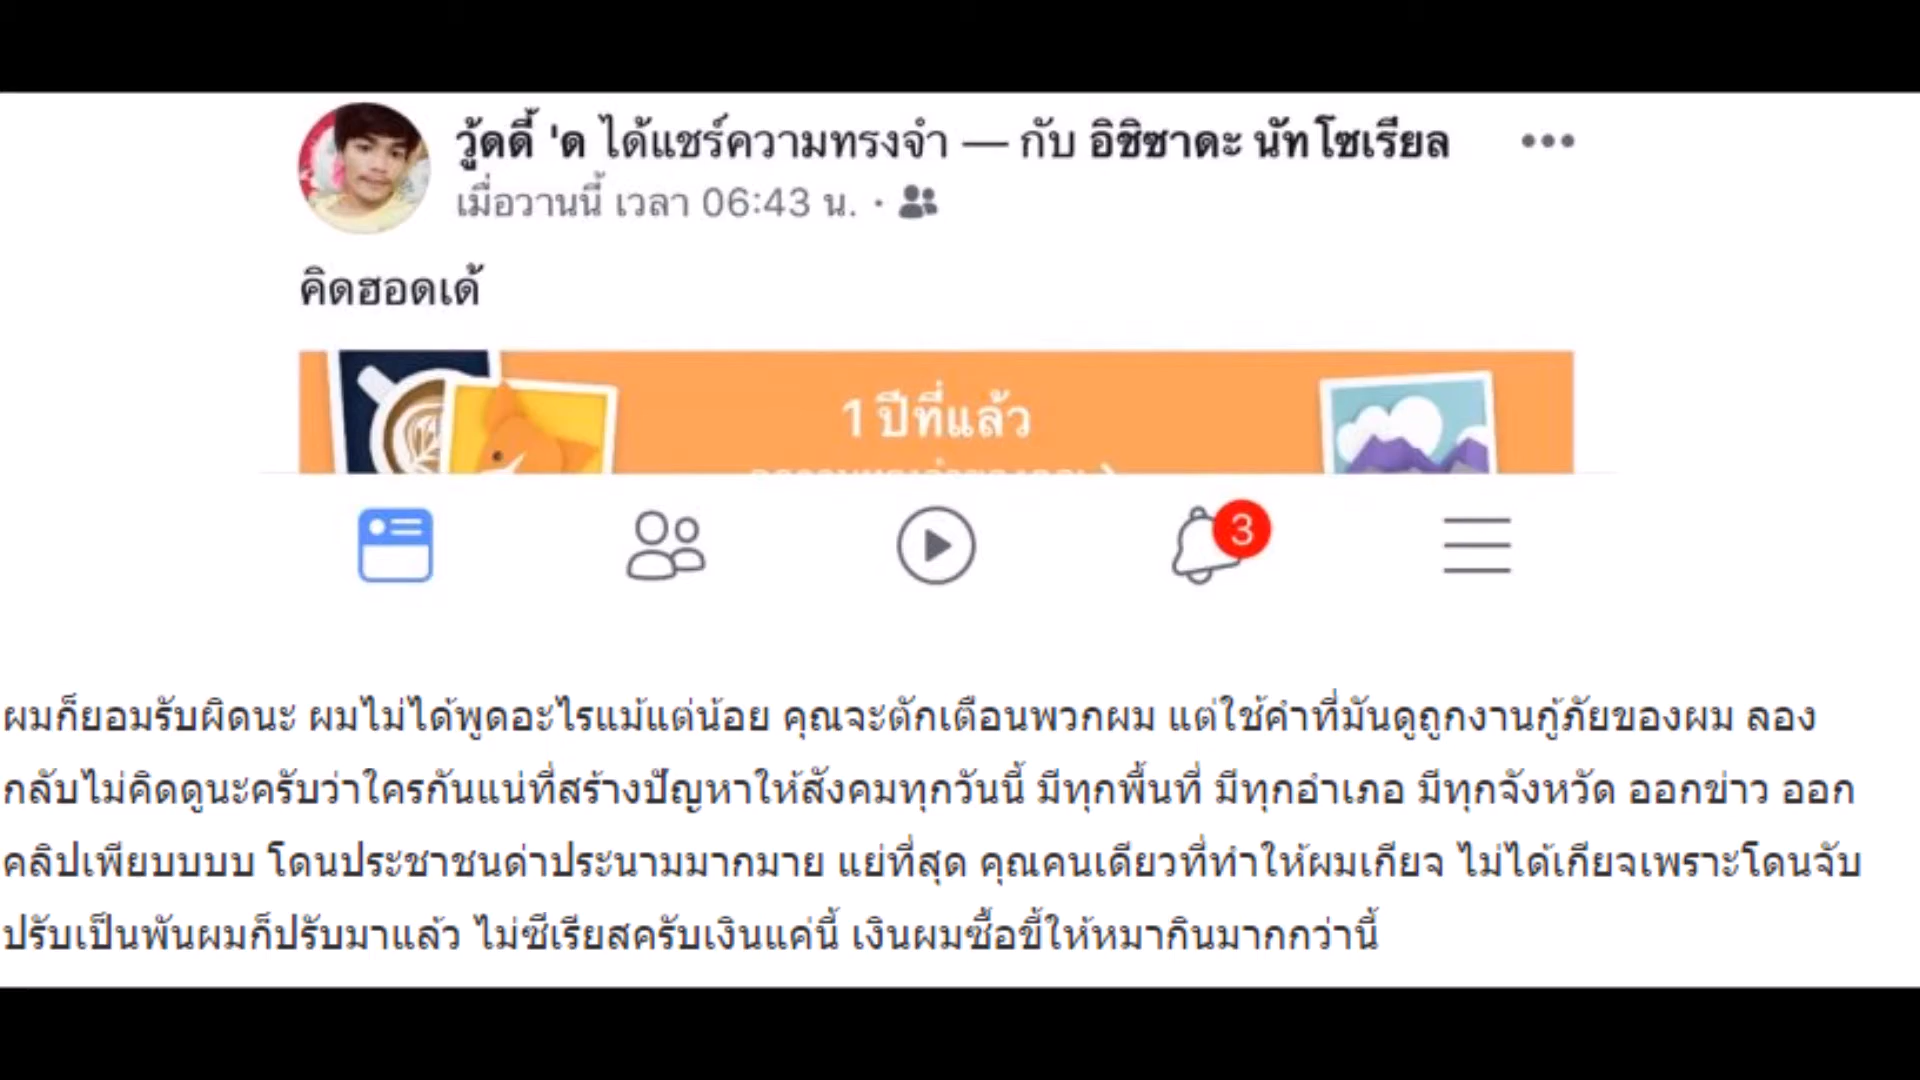 วู้ดดี้ 'ด ได้แชร์ความทรงจำ — กับ อิชิซาดะ นัทโซเรียล
เมื่อวานนี้ เวลา 06:43 น. ·
คิดฮอดเด้
1 ปีที่แล้ว
3
ผมก็ยอมรับผิดนะ ผมไม่ได้พูดอะไรแม้แต่น้อย คุณจะตักเตือนพวกผม แต่ใช้คำที่มันดูถูกงานกู้ภัยของผม ลอง
กลับไม่คิดดูนะครับว่าใครกันแน่ที่สร้างปัญหาให้สังคมทุกวันนี้ มีทุกพื้นที่ มีทุกอำเภอ มีทุกจังหวัด ออกข่าว ออก
คลิปเพียบบบบ โดนประชาชนด่าประนามมากมาย แย่ที่สุด คุณคนเดียวที่ทำให้ผมเกียจ ไม่ได้เกียจเพราะโดนจับ
ปรับเป็นพันผมก็ปรับมาแล้ว ไม่ซีเรียสครับเงินแค่นี้ เงินผมซื้อขี้ให้หมากินมากกว่านี้